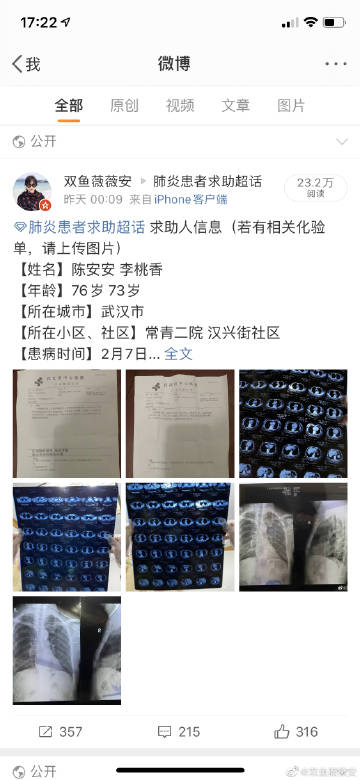 17:22
我
微博
全部 原创 视频 文章 图片
公开
双鱼薇薇安 肺炎患者求助超话 23.2万
昨天 00:09 来自 iPhone客户端 阅读
肺炎患者求助超话 求助人信息（若有相关化验
单，请上传图片）
【姓名】陈安安 李桃香
【年龄】76岁 73岁
【所在城市】武汉市
【所在小区、社区】常青二院 汉兴街社区
【患病时间】2月7日... 全文
357 215 316
公开
@双鱼薇薇安